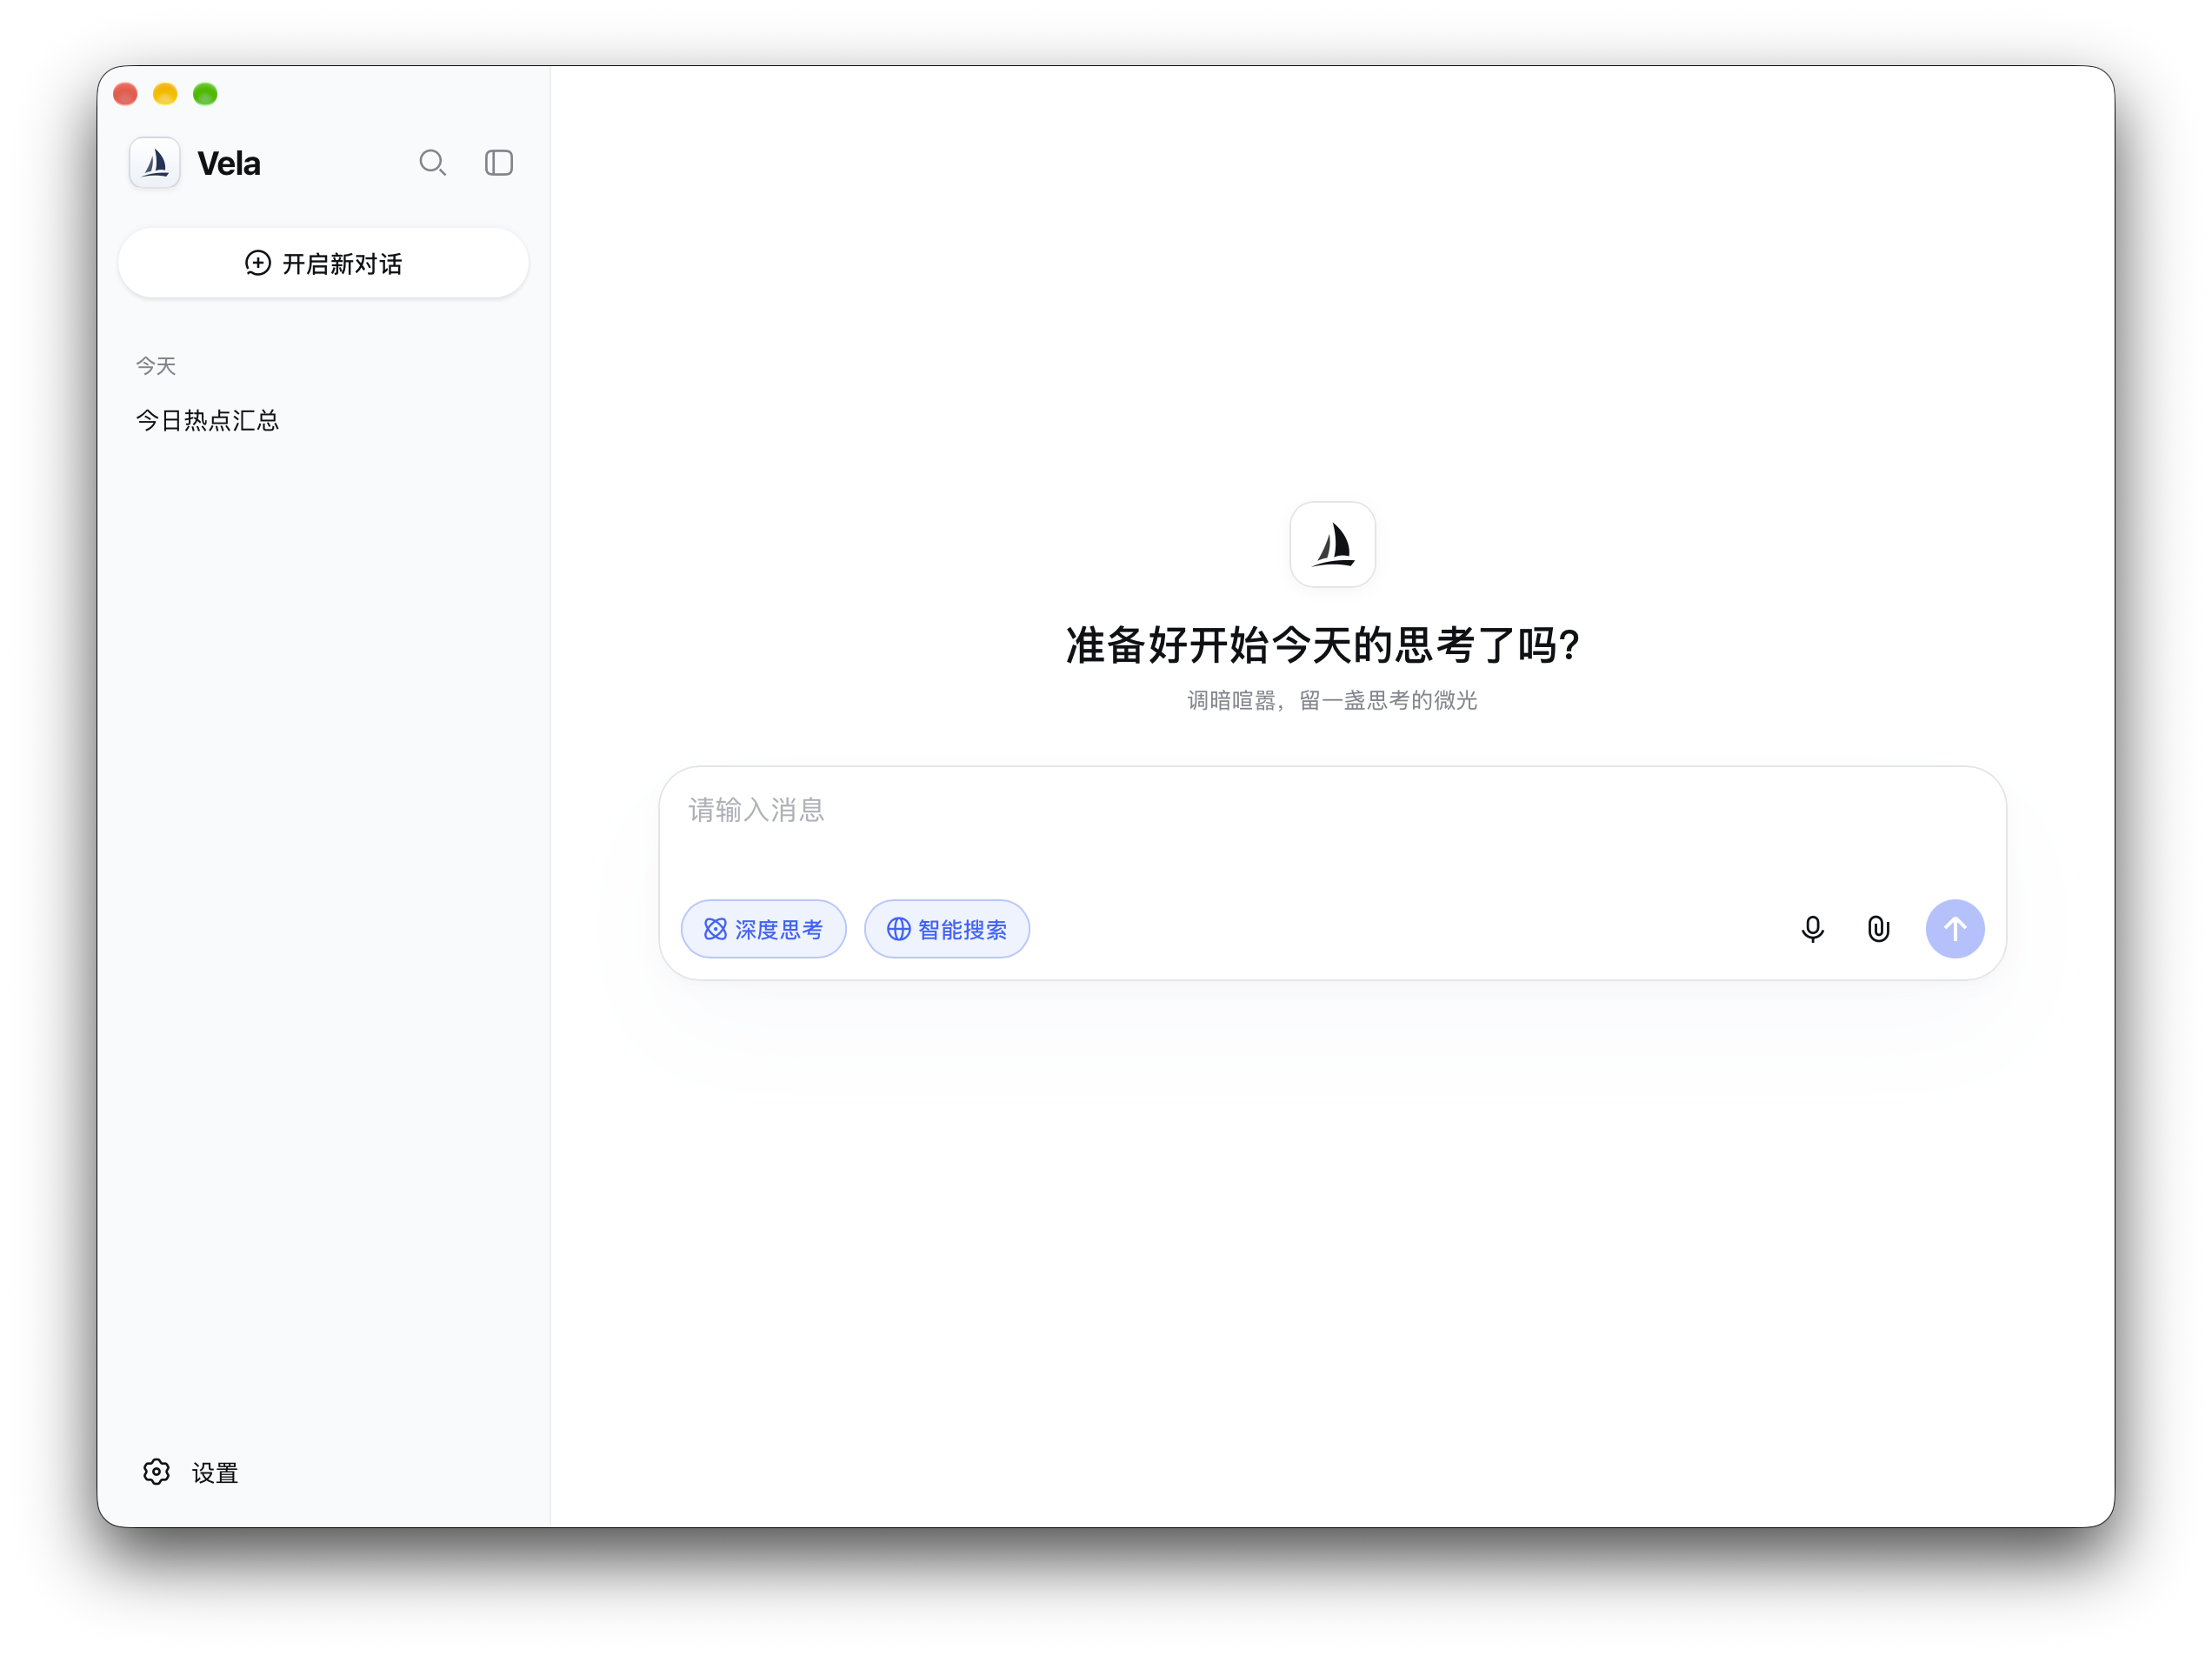 Vela
开启新对话
今天
今日热点汇总
准备好开始今天的思考了吗?
调暗喧嚣，留一盏思考的微光
请输入消息
深度思考
智能搜索
设置